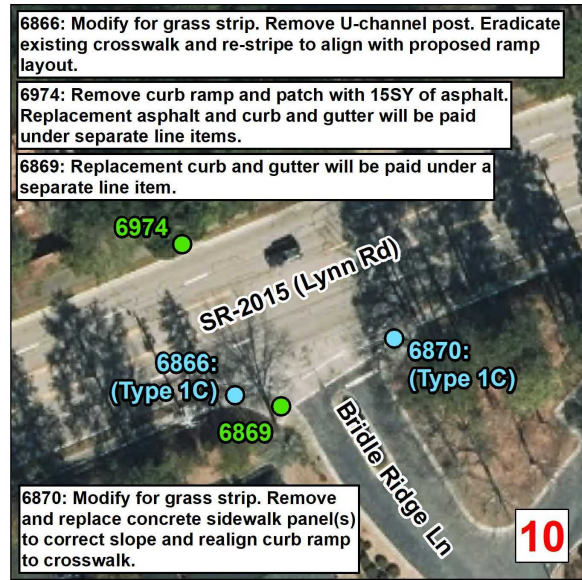 6866: Modify for grass strip. Remove U-channel post. Eradicate
existing crosswalk and re-stripe to align with proposed ramp
layout.
6974: Remove curb ramp and patch with 15SY of asphalt.
Replacement asphalt and curb and gutter will be paid
under separate line items.
6869: Replacement curb and gutter will be paid under a
separate line item.
6974
SR-2015 (Lynn Rd)
6866:
(Type 1C)
6870:
(Type 1C)
6869
Bridle Ridge Ln
6870: Modify for grass strip. Remove
and replace concrete sidewalk panel(s)
to correct slope and realign curb ramp
to crosswalk.
10